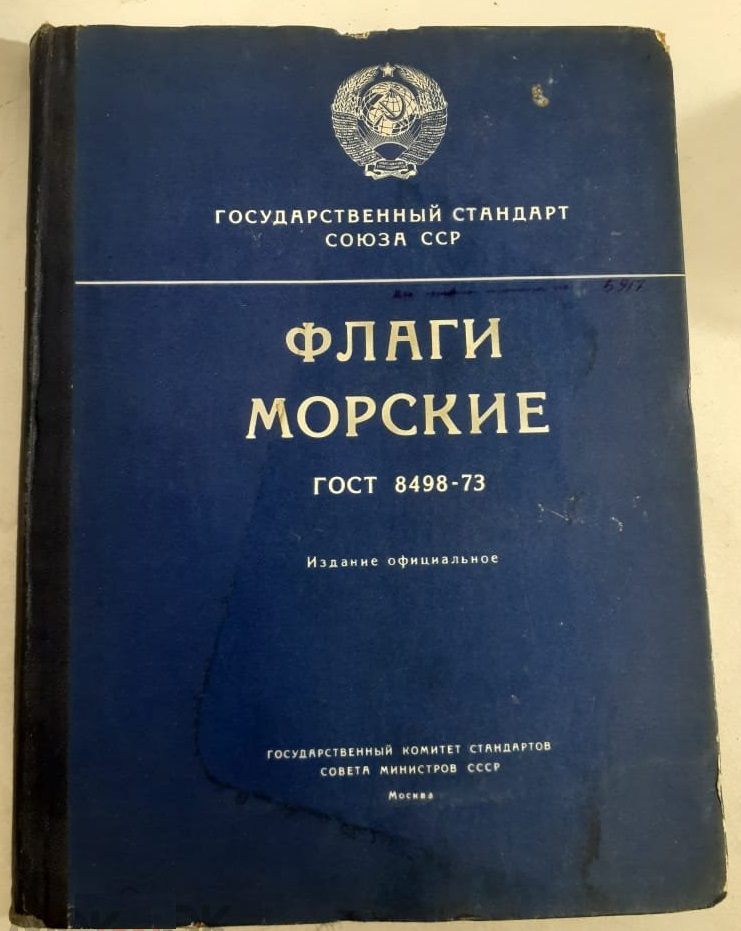 ГОСУДАРСТВЕННЫЙ СТАНДАРТ
СОЮЗА ССР
ФЛАГИ
МОРСКИЕ
ГОСТ 8498-73
Издание официальное
ГОСУДАРСТВЕННЫЙ КОМИТЕТ СТАНДАРТОВ
СОВЕТА МИНИСТРОВ СССР
Москва